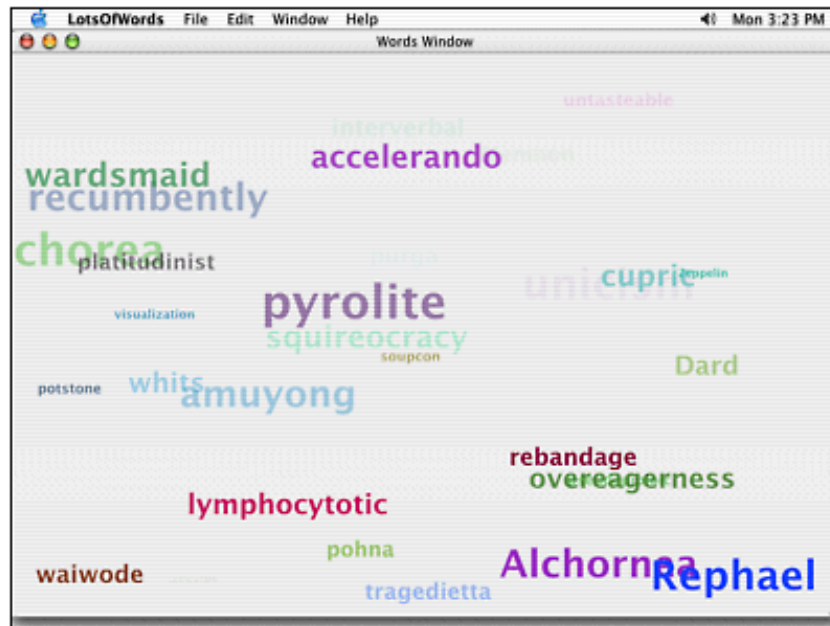 LotsOfWords File Edit Window Help Mon 3:23 PM
Words Window
untasteable
interverbal
accelerando
wardsmaid
recumbently
chorea
platitudinist
cupric
zeppelin
unicism
pyrolite
visualization
squireocracy
soupcon
Dard
whits
potstone
amuyong
rebandage
overeagerness
lymphocytotic
pohna
Alchornea
waiwode
Rephael
tragedietta